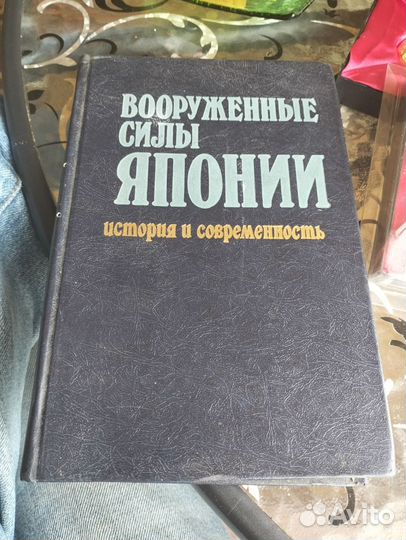 ВООРУЖЕННЫЕ
СИЛЫ
ЯПОНИИ
история и современность
Avito